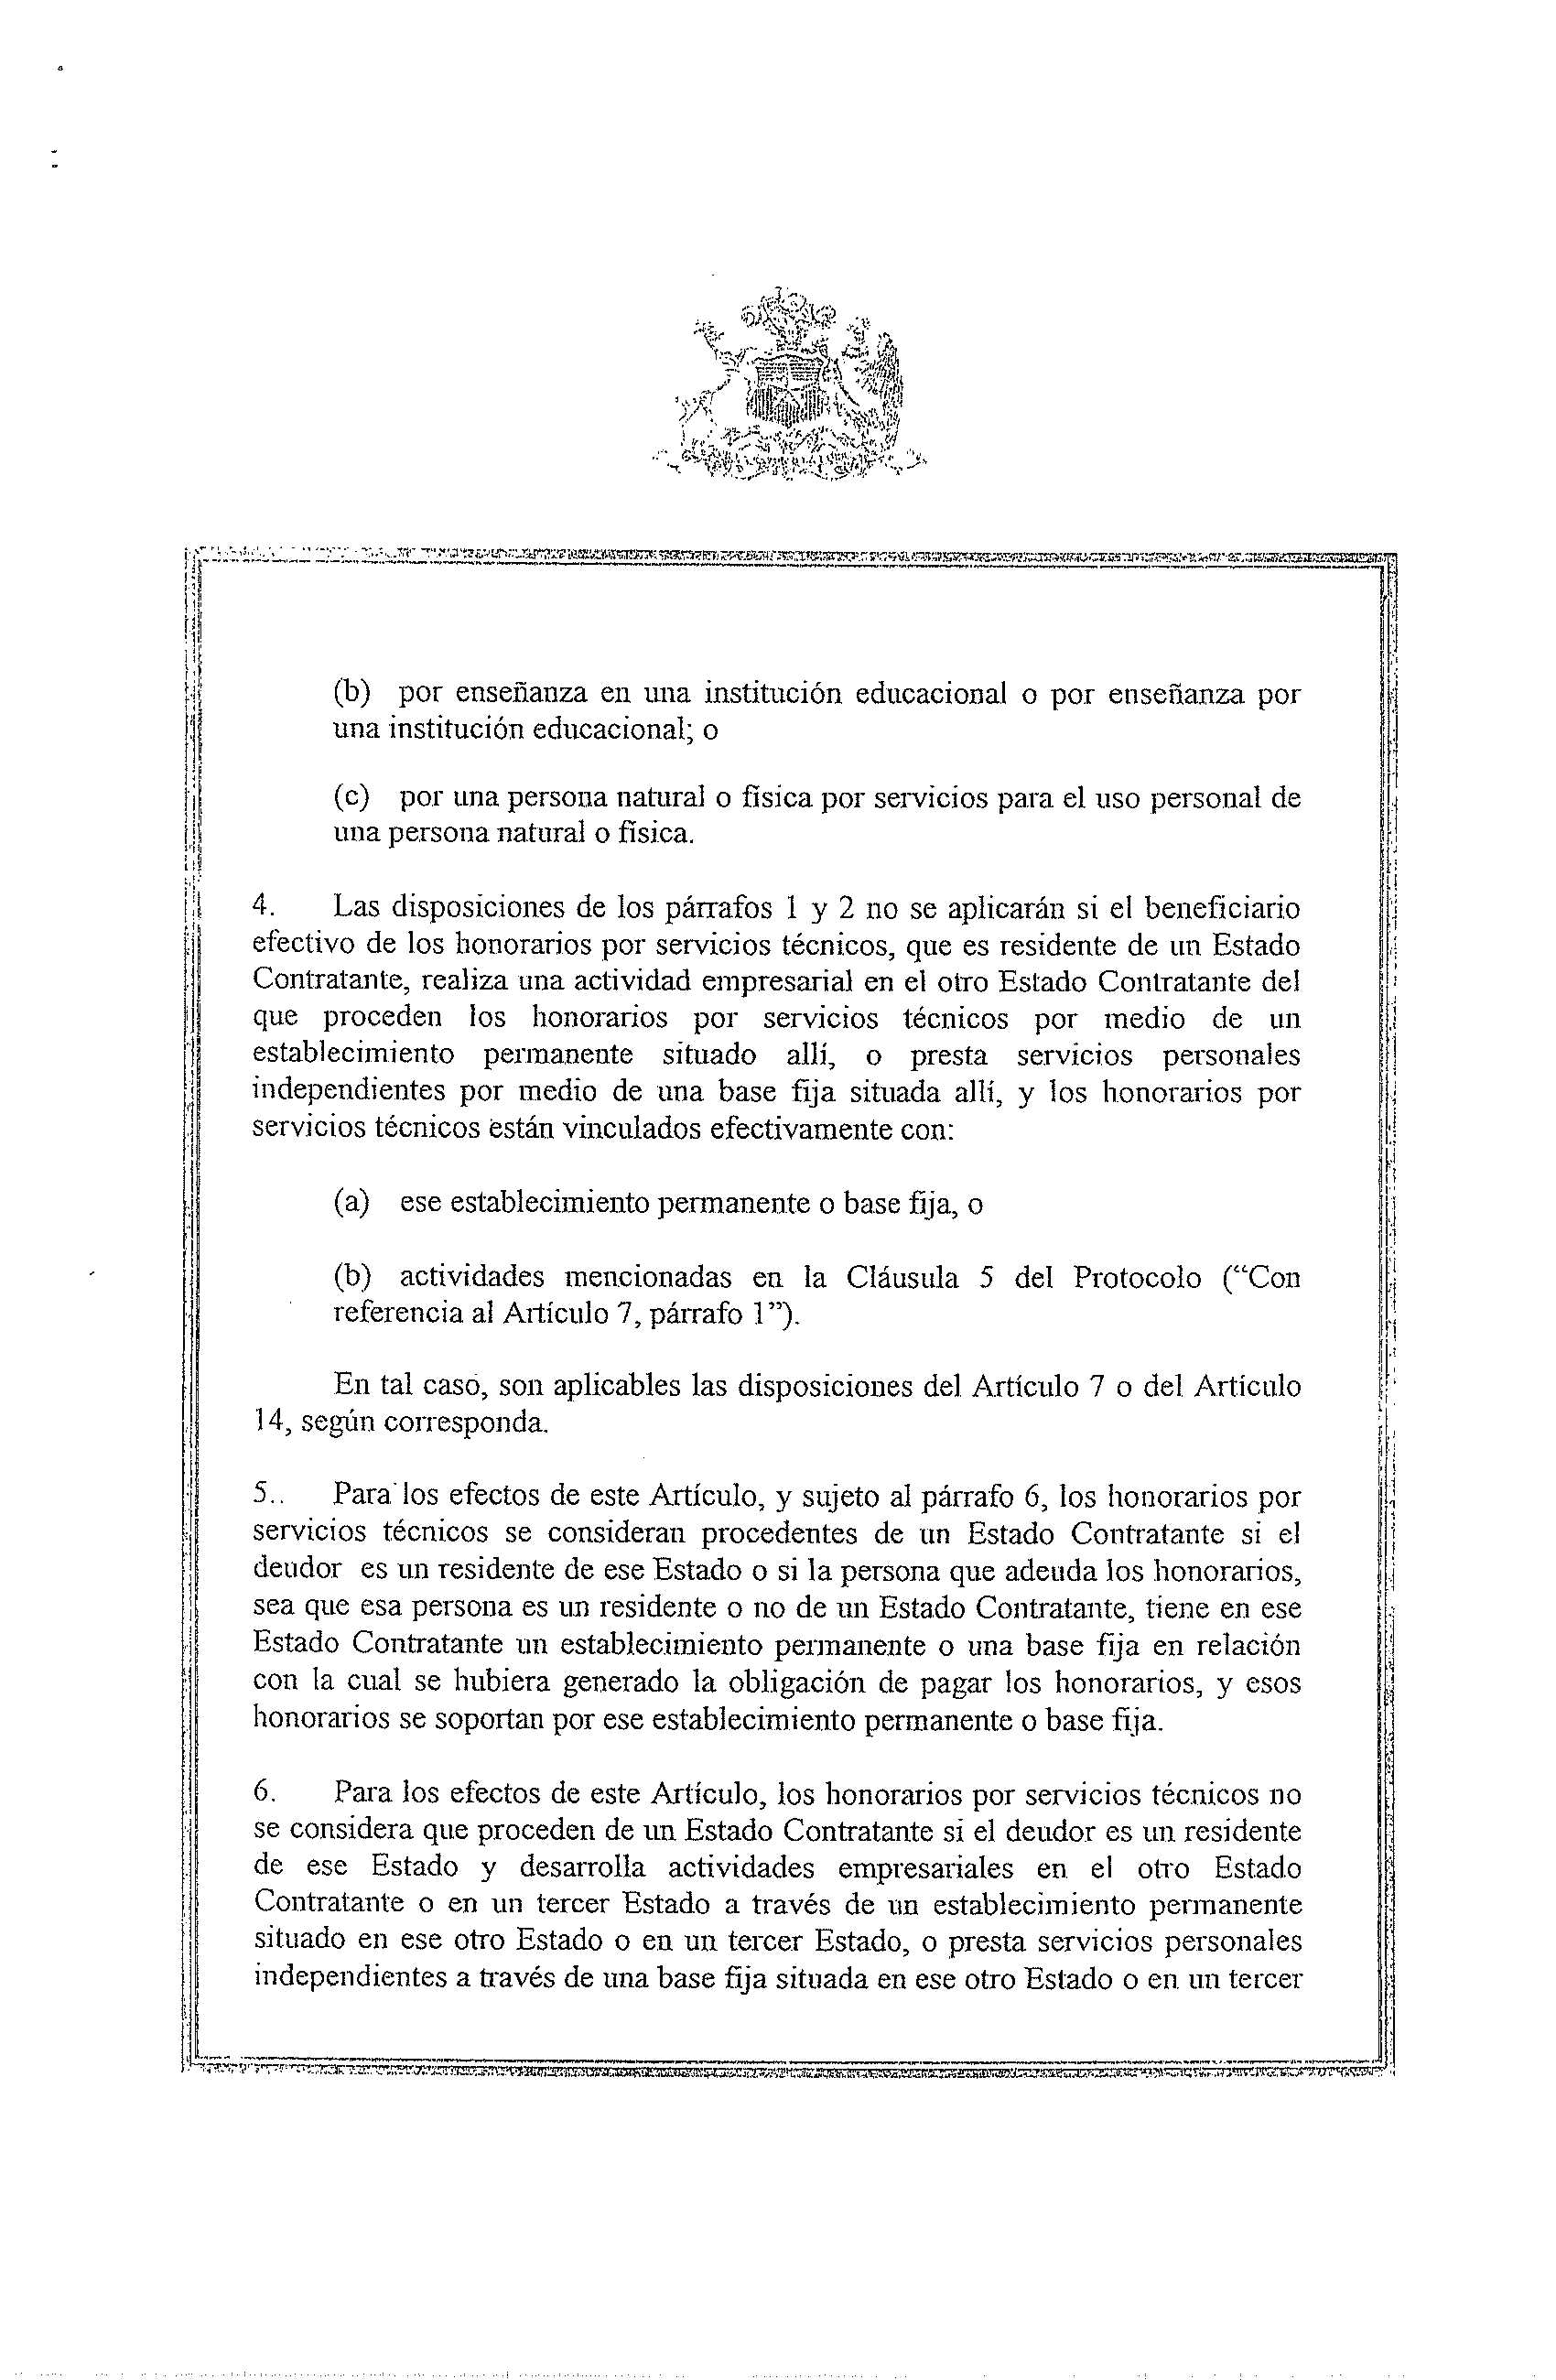 (b) por enseñanza en una institución educacional o por enseñanza por
una institución educacional; o
(c) por una persona natural o física por servicios para el uso personal de
una persona natural o física.
4. Las disposiciones de los párrafos 1 y 2 no se aplicarán si el beneficiario
efectivo de los honorarios por servicios técnicos, que es residente de un Estado
Contratante, realiza una actividad empresarial en el otro Estado Contratante del
que proceden los honorarios por servicios técnicos por medio de un
establecimiento permanente situado allí, o presta servicios personales
independientes por medio de una base fija situada allí, y los honorarios por
servicios técnicos están vinculados efectivamente con:
(a) ese establecimiento permanente o base fija, o
(b) actividades mencionadas en la Cláusula 5 del Protocolo (“Con
referencia al Artículo 7, párrafo 1”).
En tal caso, son aplicables las disposiciones del Artículo 7 o del Artículo
14, según corresponda.
5.. Para los efectos de este Artículo, y sujeto al párrafo 6, los honorarios por
servicios técnicos se consideran procedentes de un Estado Contratante si el
deudor es un residente de ese Estado o si la persona que adeuda los honorarios,
sea que esa persona es un residente o no de un Estado Contratante, tiene en ese
Estado Contratante un establecimiento permanente o una base fija en relación
con la cual se hubiera generado la obligación de pagar los honorarios, y esos
honorarios se soportan por ese establecimiento permanente o base fija.
6. Para los efectos de este Artículo, los honorarios por servicios técnicos no
se considera que proceden de un Estado Contratante si el deudor es un residente
de ese Estado y desarrolla actividades empresariales en el otro Estado
Contratante o en un tercer Estado a través de un establecimiento permanente
situado en ese otro Estado o en un tercer Estado, o presta servicios personales
independientes a través de una base fija situada en ese otro Estado o en un tercer